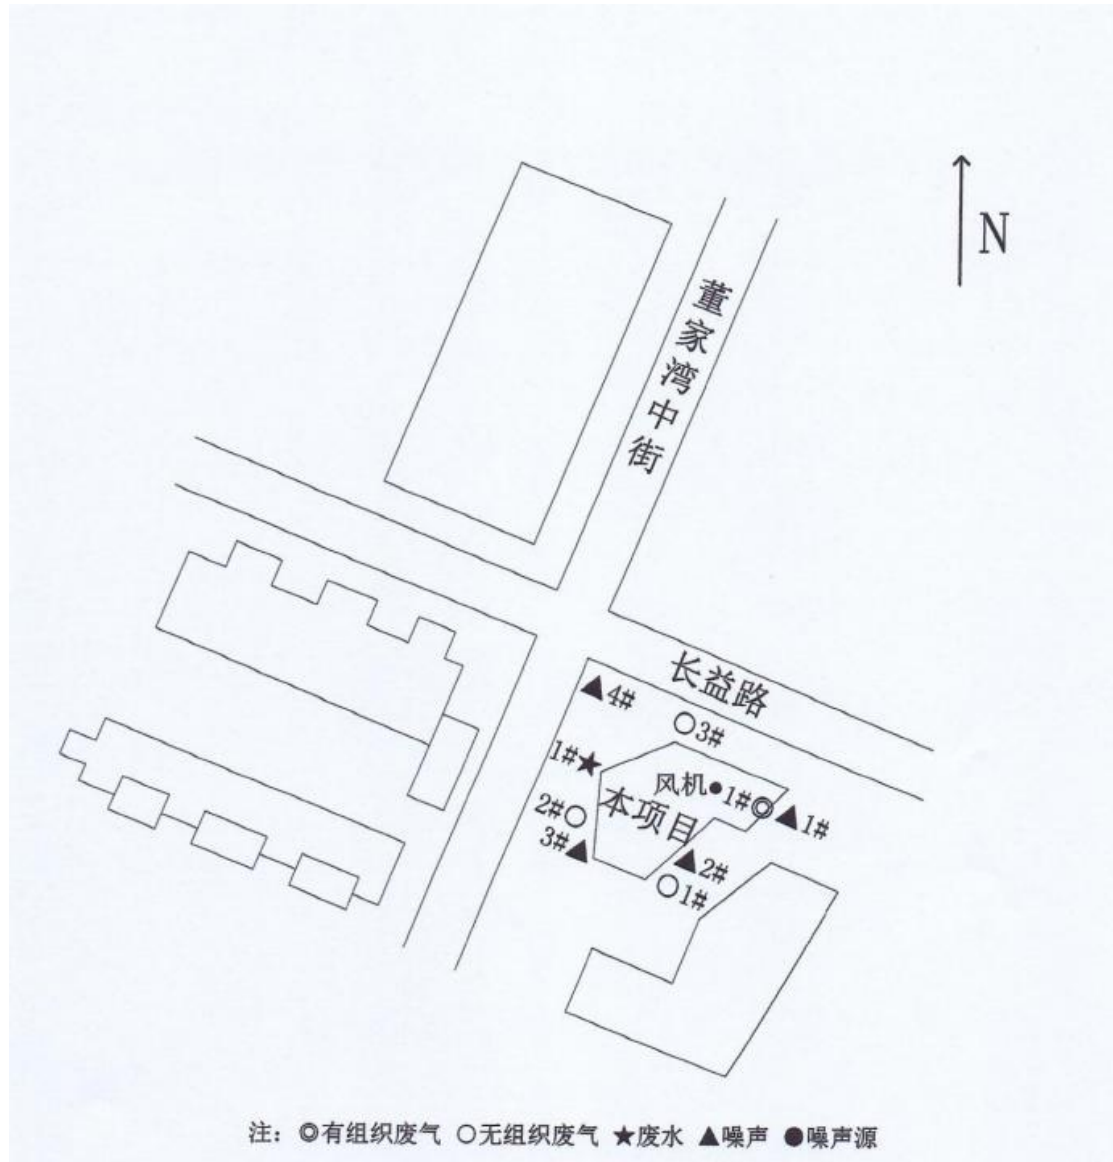 N
董家湾中街
长益路
▲4#
○3#
1#★
风机●1#◎
▲1#
本项目
2#○
3#▲
▲2#
○1#
注：◎有组织废气 ○无组织废气 ★废水 ▲噪声 ●噪声源